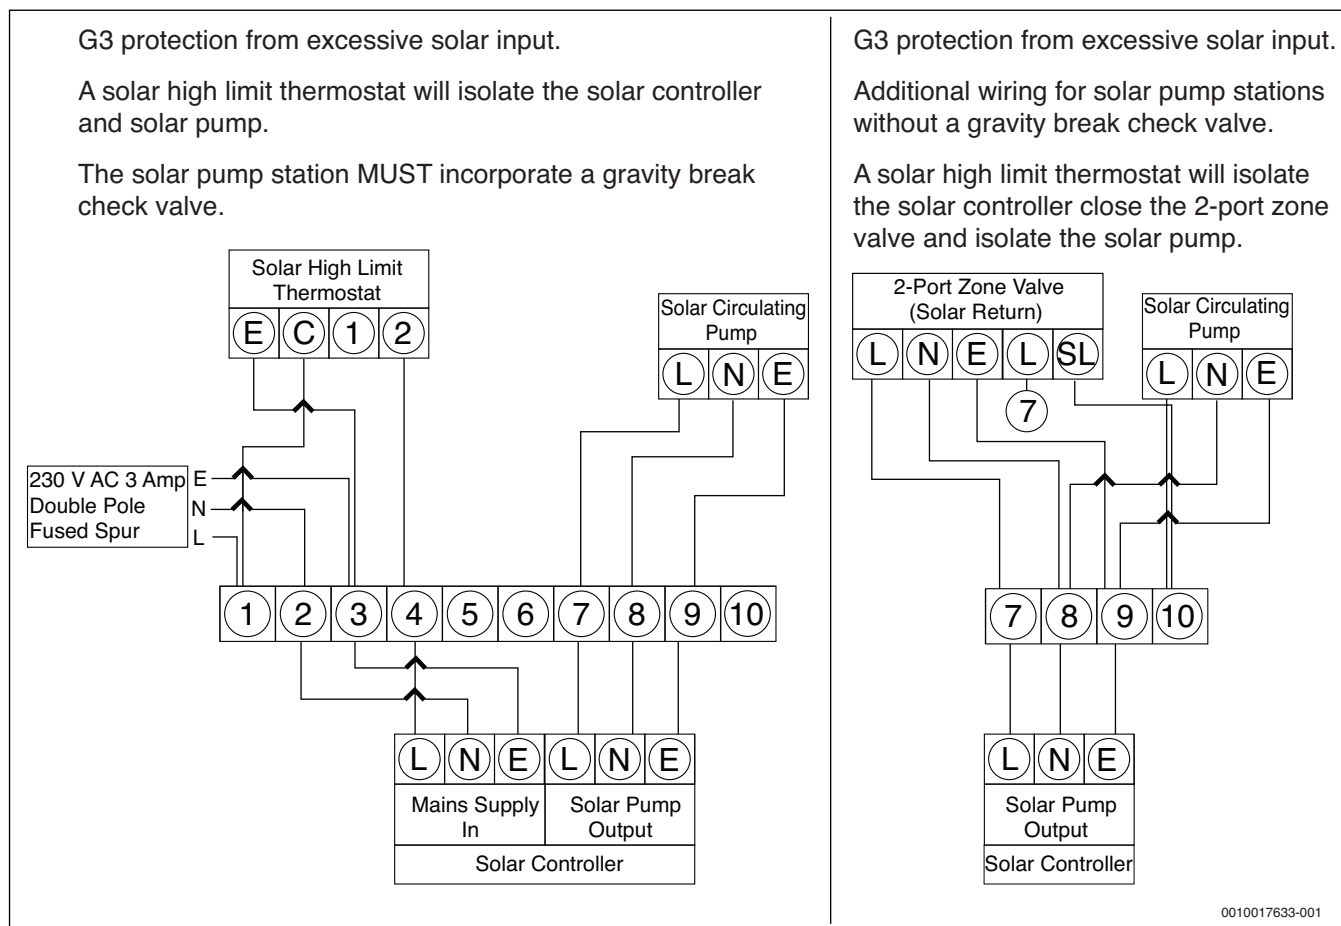 G3 protection from excessive solar input.
A solar high limit thermostat will isolate the solar controller
and solar pump.
The solar pump station MUST incorporate a gravity break
check valve.
Solar High Limit
Thermostat
E C 1 2
Solar Circulating
Pump
L N E
230 V AC 3 Amp
Double Pole
Fused Spur
E
N
L
1 2 3 4 5 6 7 8 9 10
L N E L N E
Mains Supply
In
Solar Pump
Output
Solar Controller
G3 protection from excessive solar input.
Additional wiring for solar pump stations
without a gravity break check valve.
A solar high limit thermostat will isolate
the solar controller close the 2-port zone
valve and isolate the solar pump.
2-Port Zone Valve
(Solar Return)
L N E L SL
7
Solar Circulating
Pump
L N E
7 8 9 10
L N E
Solar Pump
Output
Solar Controller
0010017633-001